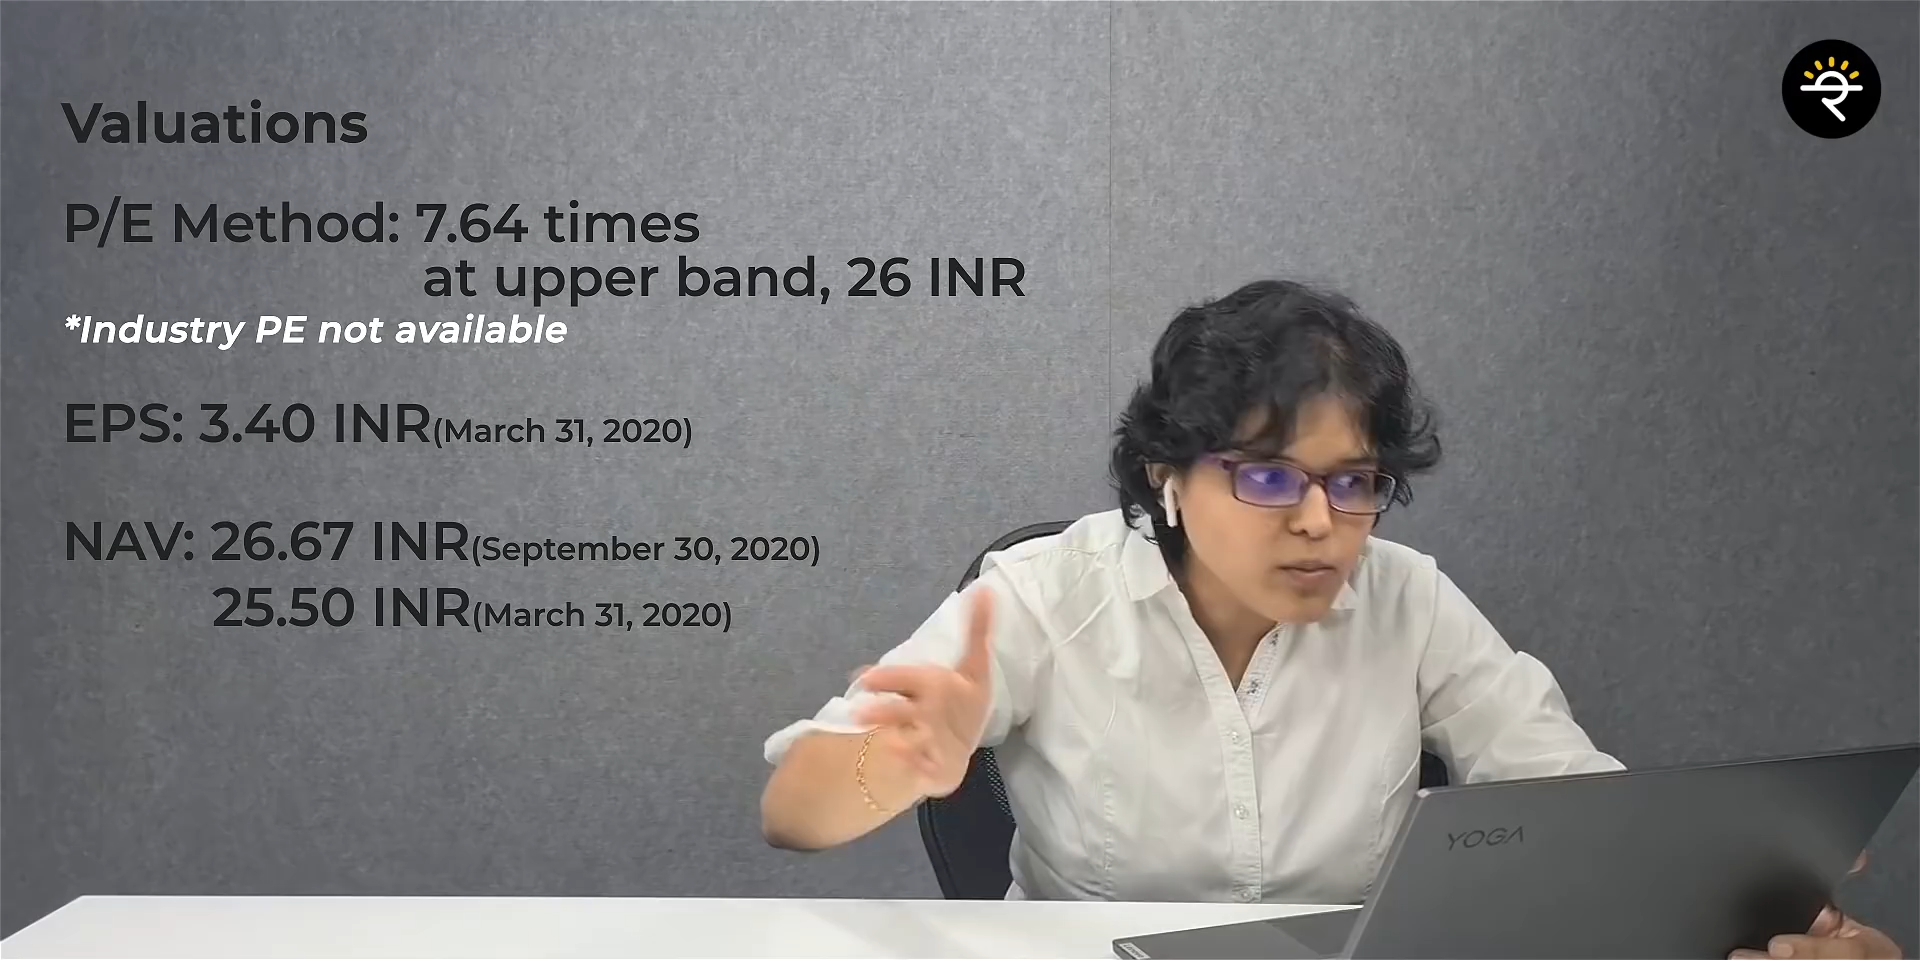 Valuations
P/E Method: 7.64 times
at upper band, 26 INR
*Industry PE not available
EPS: 3.40 INR(March 31, 2020)
NAV: 26.67 INR(September 30, 2020)
25.50 INR(March 31, 2020)
YOGA